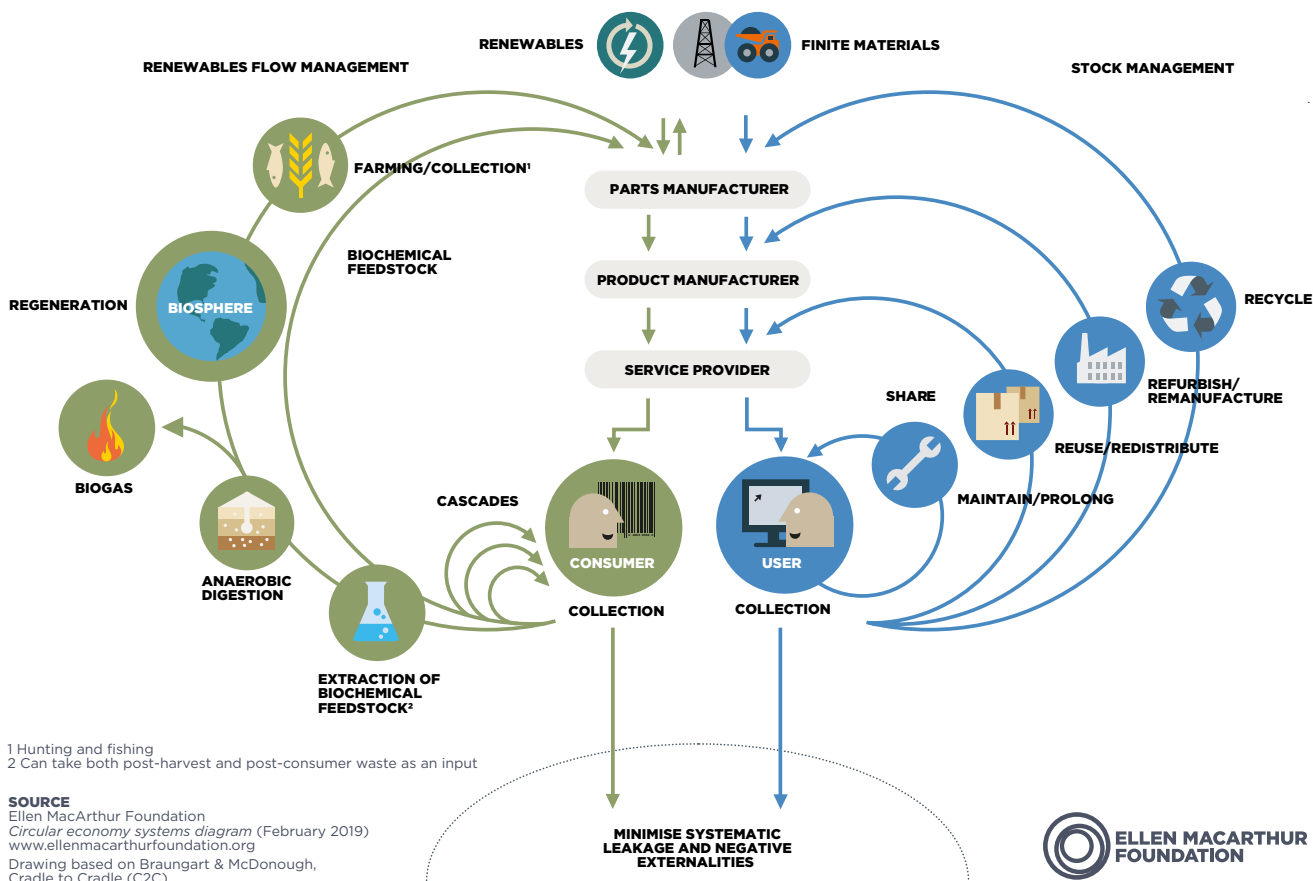 RENEWABLES
FINITE MATERIALS
RENEWABLES FLOW MANAGEMENT
STOCK MANAGEMENT
FARMING/COLLECTION¹
PARTS MANUFACTURER
BIOCHEMICAL
FEEDSTOCK
PRODUCT MANUFACTURER
REGENERATION
BIOSPHERE
RECYCLE
SERVICE PROVIDER
SHARE
REFURBISH/
REMANUFACTURE
BIOGAS
REUSE/REDISTRIBUTE
CASCADES
MAINTAIN/PROLONG
CONSUMER
USER
ANAEROBIC
DIGESTION
COLLECTION
COLLECTION
EXTRACTION OF
BIOCHEMICAL
FEEDSTOCK²
1 Hunting and fishing
2 Can take both post-harvest and post-consumer waste as an input
SOURCE
Ellen MacArthur Foundation
Circular economy systems diagram (February 2019)
www.ellenmacarthurfoundation.org
Drawing based on Braungart & McDonough,
Cradle to Cradle (C2C)
MINIMISE SYSTEMATIC
LEAKAGE AND NEGATIVE
EXTERNALITIES
ELLEN MACARTHUR
FOUNDATION